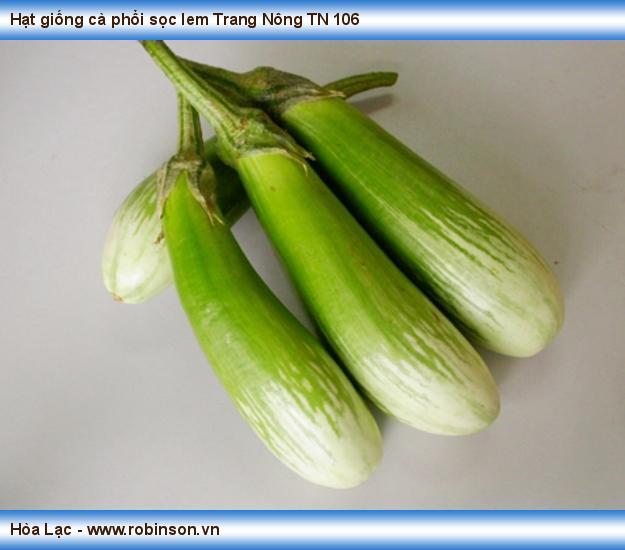 Hạt giống cà phổi sọc lem Trang Nông TN 106
Hòa Lạc - www.robinson.vn